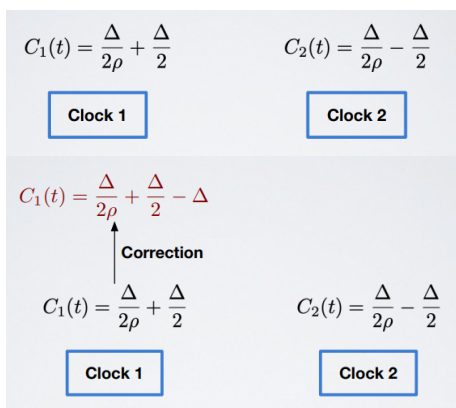 C₁(t) = Δ/2ρ + Δ/2    C₂(t) = Δ/2ρ − Δ/2
Clock 1    Clock 2
C₁(t) = Δ/2ρ + Δ/2 − Δ
Correction
C₁(t) = Δ/2ρ + Δ/2    C₂(t) = Δ/2ρ − Δ/2
Clock 1    Clock 2